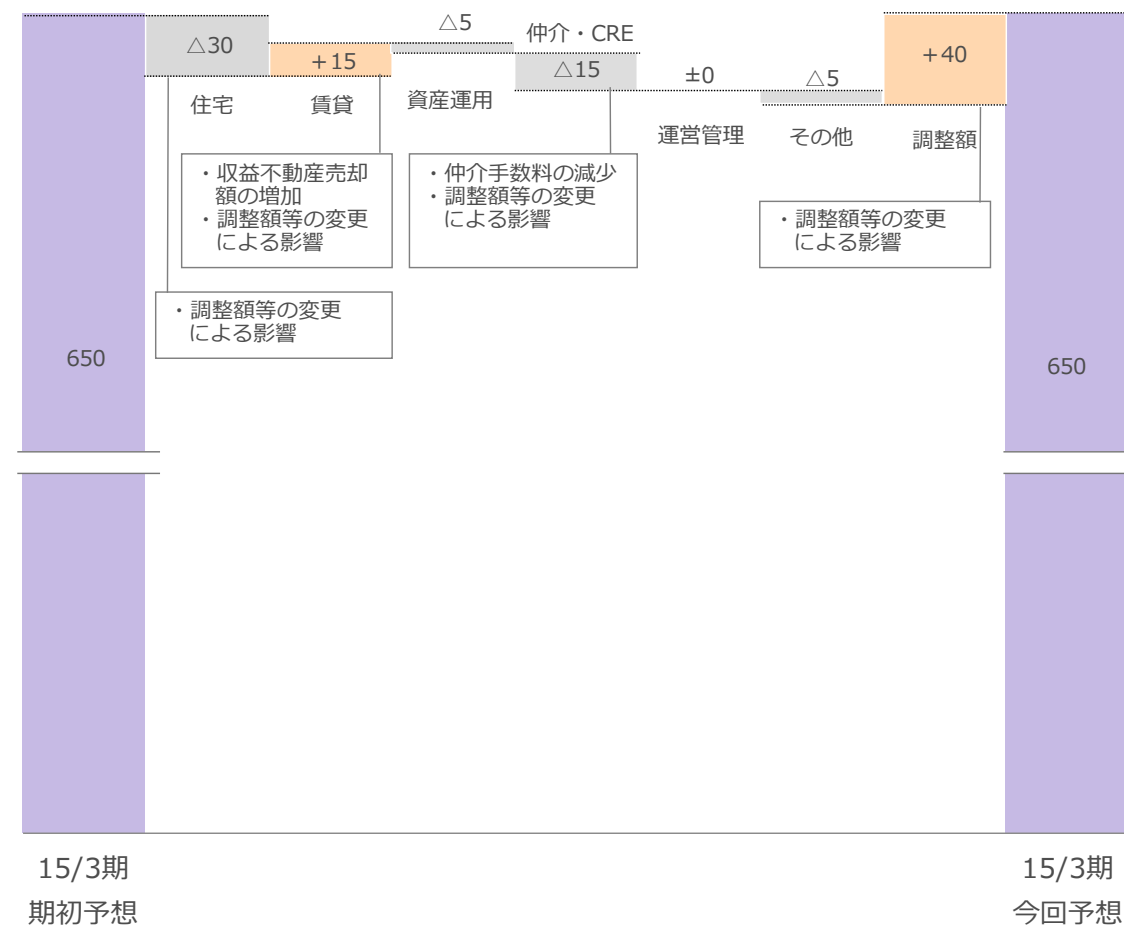 △30
+15
△5
仲介・CRE
△15
±0
△5
+40
住宅
賃貸
資産運用
運営管理
その他
調整額
・収益不動産売却
額の増加
・調整額等の変更
による影響
・仲介手数料の減少
・調整額等の変更
による影響
・調整額等の変更
による影響
・調整額等の変更
による影響
650
650
15/3期
期初予想
15/3期
今回予想